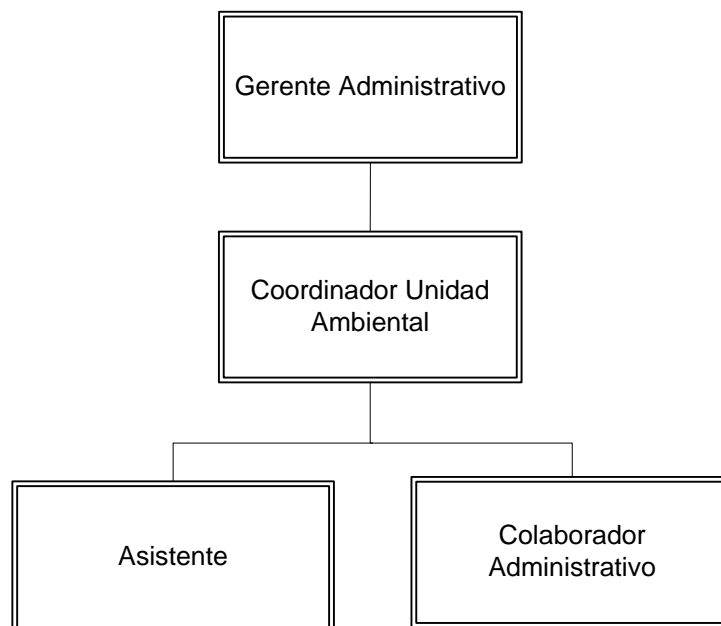 Gerente Administrativo
Coordinador Unidad
Ambiental
Asistente
Colaborador
Administrativo